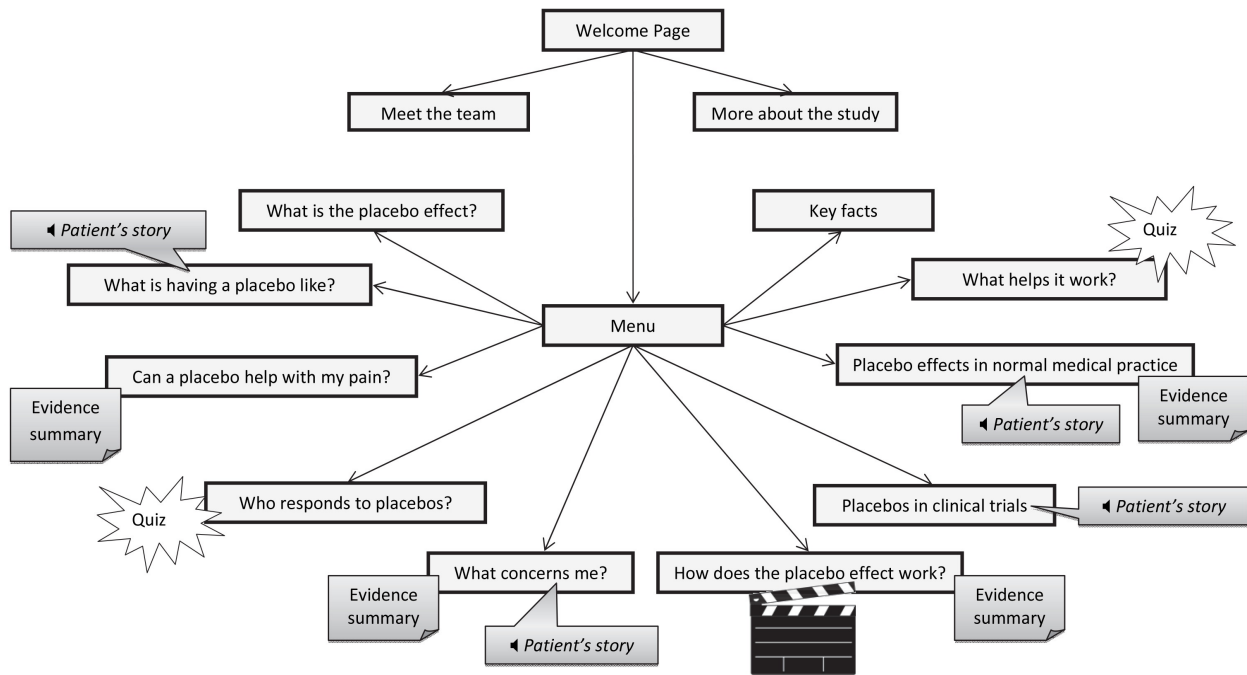 Welcome Page
Meet the team
More about the study
What is the placebo effect?
Key facts
Patient's story
Quiz
What is having a placebo like?
What helps it work?
Menu
Can a placebo help with my pain?
Placebo effects in normal medical practice
Evidence
summary
Patient's story
Evidence
summary
Who responds to placebos?
Quiz
Placebos in clinical trials
Patient's story
What concerns me?
How does the placebo effect work?
Evidence
summary
Patient's story
Evidence
summary